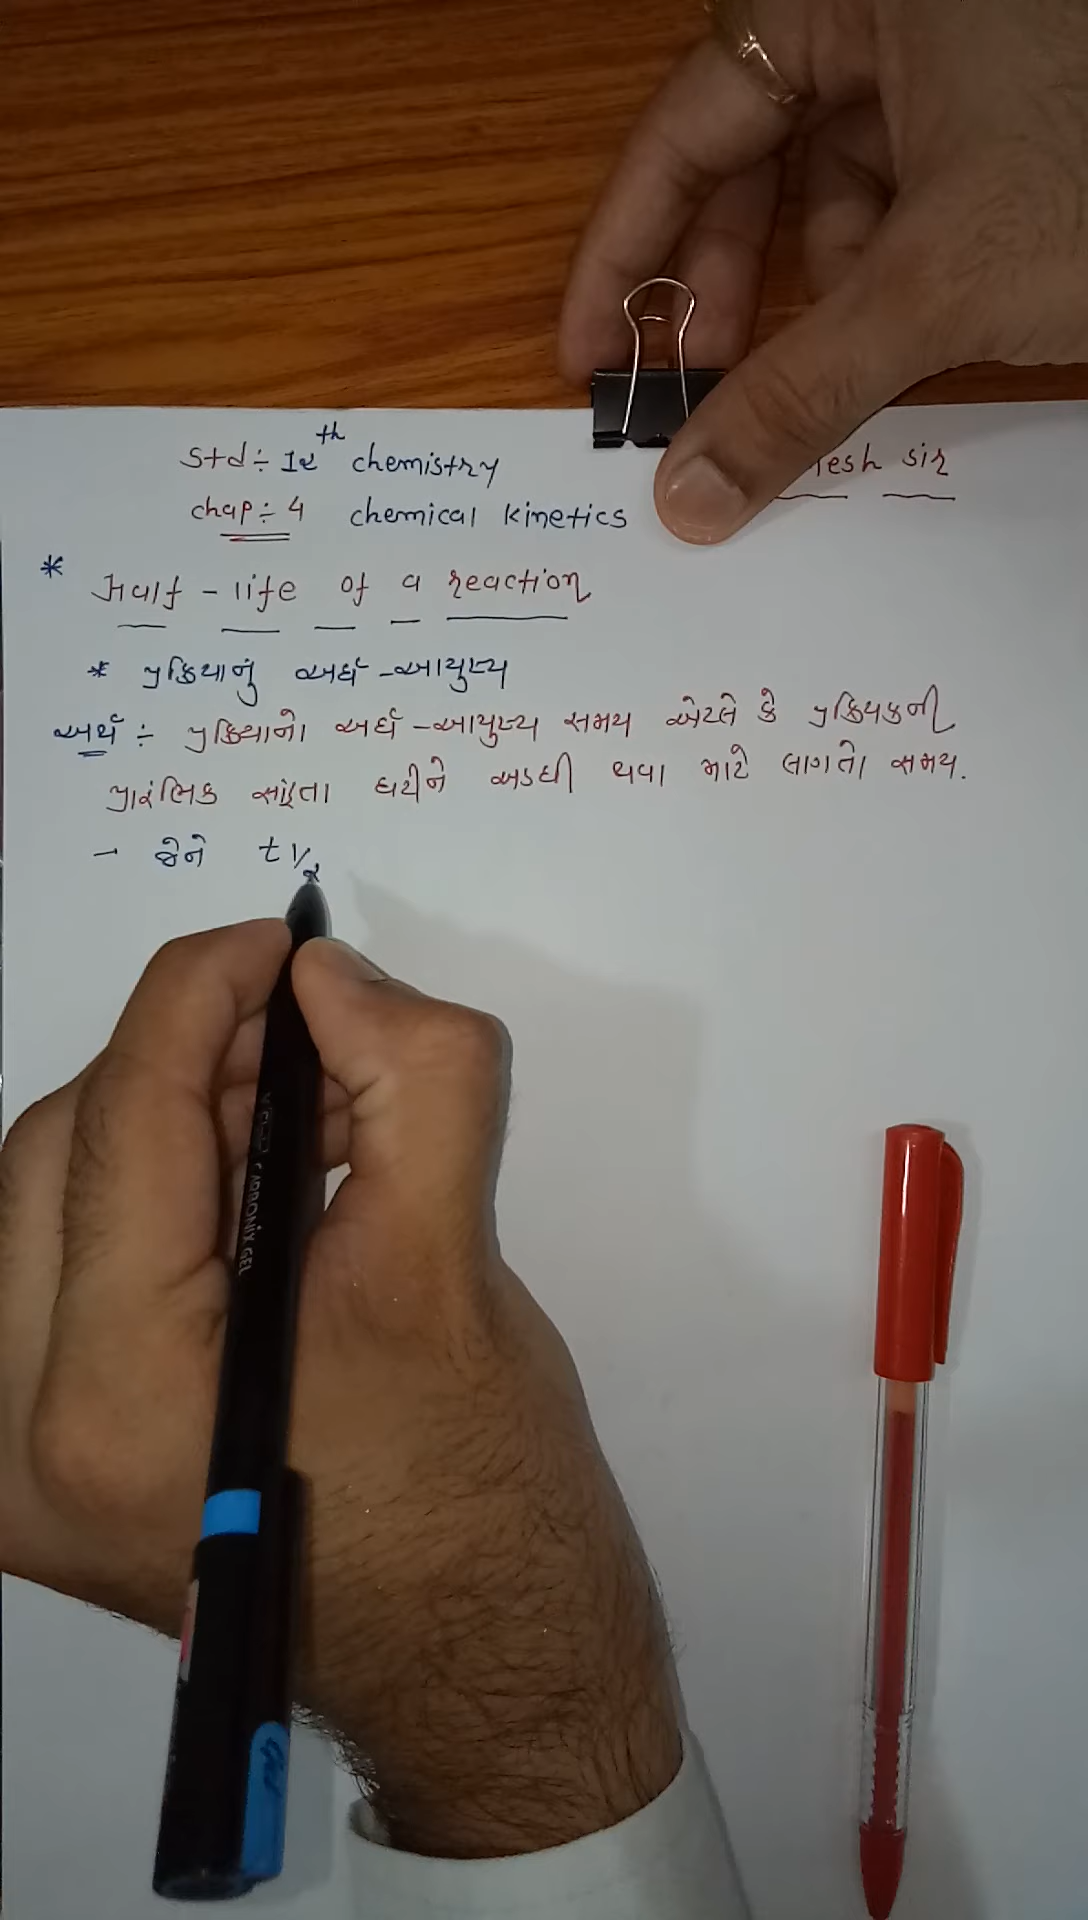 Std ÷ 12th chemistry
esh sir
chap ÷ 4 chemical kinetics
* Half - life of a reaction
* પ્રક્રિયાનું અર્ધ - આયુષ્ય
અર્થ ÷ પ્રક્રિયાનો અર્ધ - આયુષ્ય સમય એટલે કે પ્રક્રિયકની
પ્રારંભિક સાંદ્રતા ઘટીને અડધી થવા માટે લાગતો સમય.
- જેને t 1/2
CARBONIX GEL